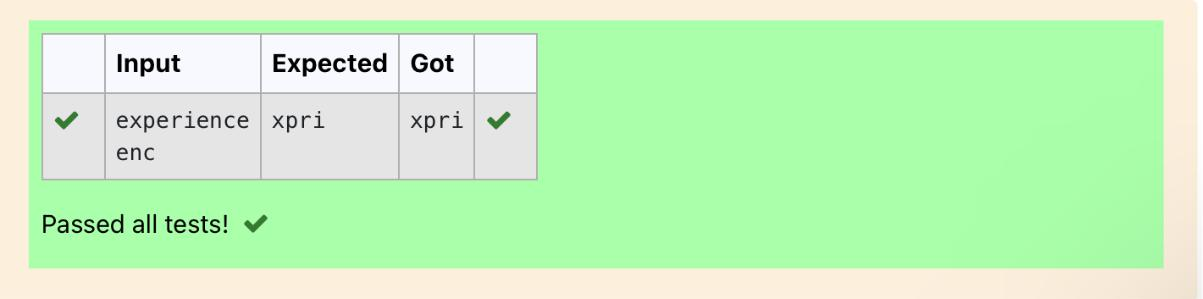 Input Expected Got
experience xpri xpri
enc
Passed all tests!